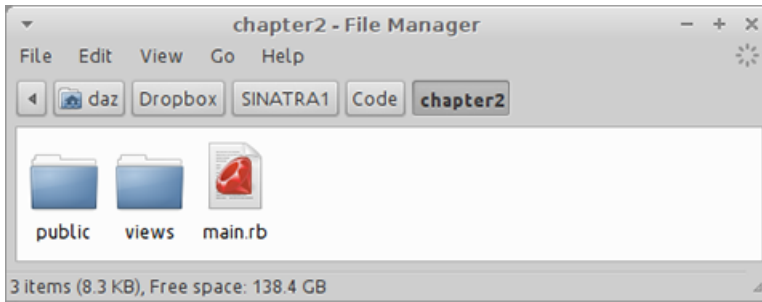 chapter2 - File Manager
File Edit View Go Help
daz Dropbox SINATRA1 Code chapter2
public views main.rb
3 items (8.3 KB), Free space: 138.4 GB